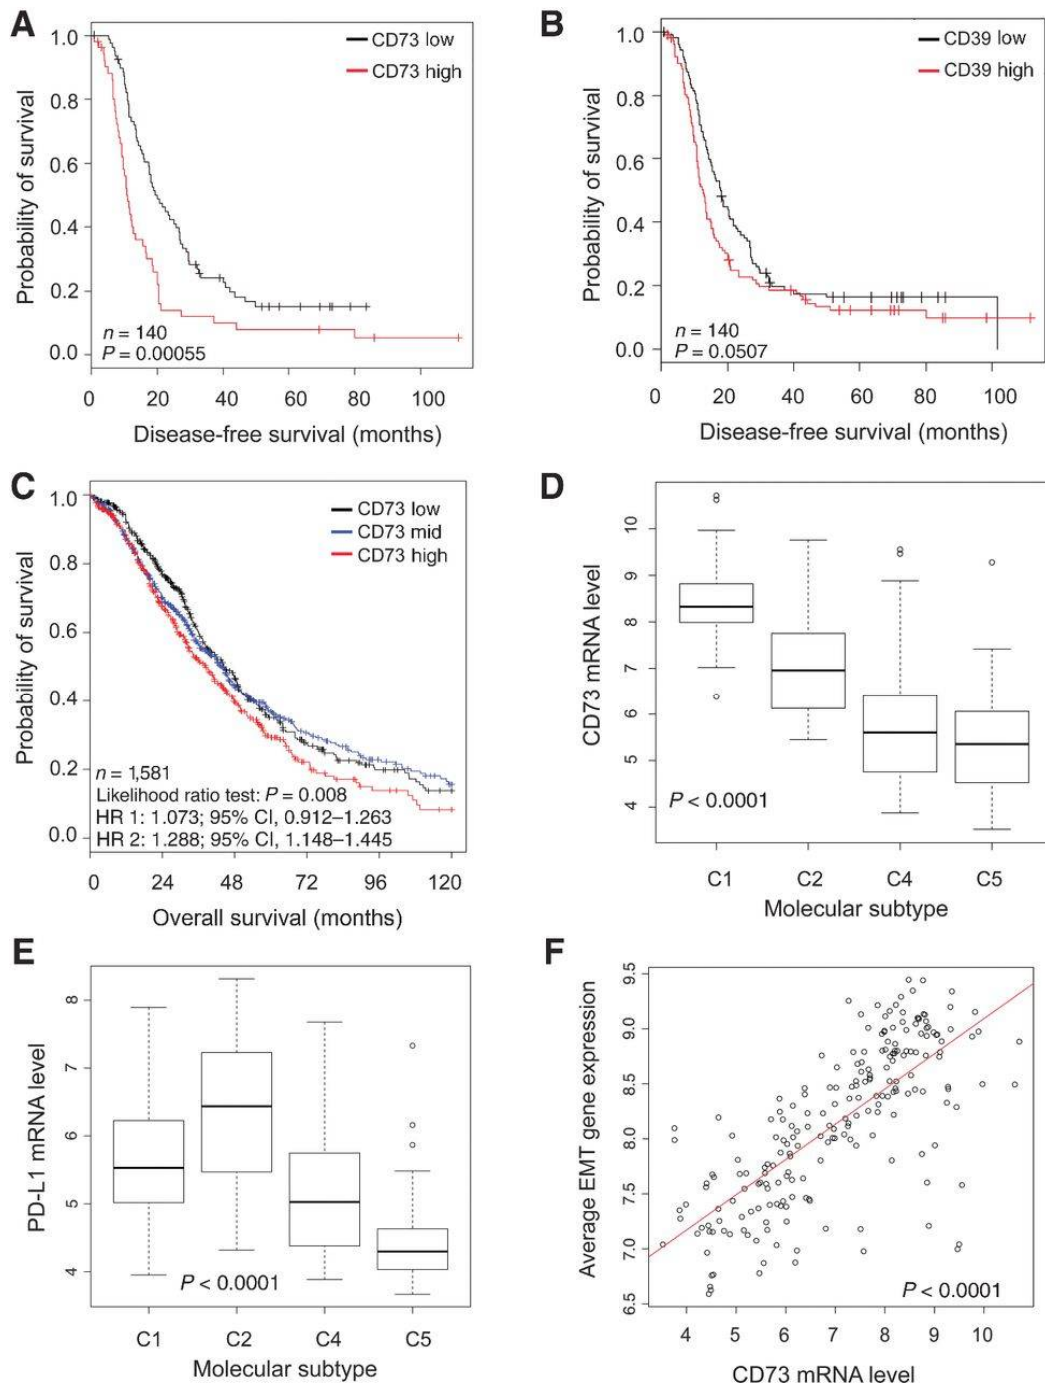 A
CD73 low
CD73 high
Probability of survival
1.0
0.8
0.6
0.4
0.2
0.0
n = 140
P = 0.00055
0 20 40 60 80 100
Disease-free survival (months)
B
CD39 low
CD39 high
Probability of survival
1.0
0.8
0.6
0.4
0.2
0.0
n = 140
P = 0.0507
0 20 40 60 80 100
Disease-free survival (months)
C
CD73 low
CD73 mid
CD73 high
Probability of survival
1.0
0.8
0.6
0.4
0.2
0.0
n = 1,581
Likelihood ratio test: P = 0.008
HR 1: 1.073; 95% CI, 0.912–1.263
HR 2: 1.288; 95% CI, 1.148–1.445
0 24 48 72 96 120
Overall survival (months)
D
CD73 mRNA level
10
9
8
7
6
5
4
P < 0.0001
C1 C2 C4 C5
Molecular subtype
E
PD-L1 mRNA level
8
7
6
5
4
P < 0.0001
C1 C2 C4 C5
Molecular subtype
F
Average EMT gene expression
9.5
9.0
8.5
8.0
7.5
7.0
6.5
P < 0.0001
4 5 6 7 8 9 10
CD73 mRNA level